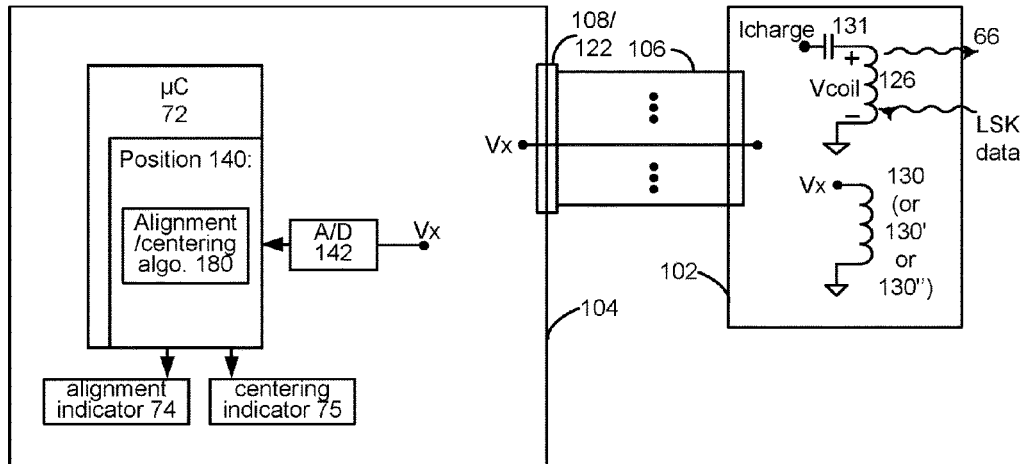 µC
72
Position 140:
Alignment
/centering
algo. 180
A/D
142
Vx
alignment
indicator 74
centering
indicator 75
104
108/
122
106
Vx
102
Icharge
131
66
+
Vcoil
126
–
LSK
data
Vx
130
(or
130'
or
130'')